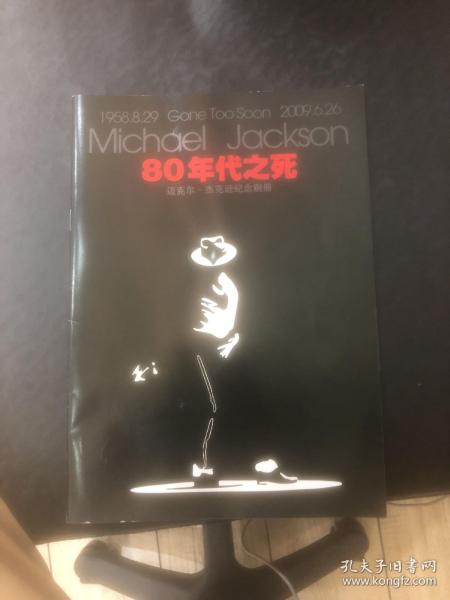 1958.8.29 Gone Too Soon 2009.6.26
Michael Jackson
80年代之死
迈克尔·杰克逊纪念副册
孔夫子旧书网
www.kongfz.com